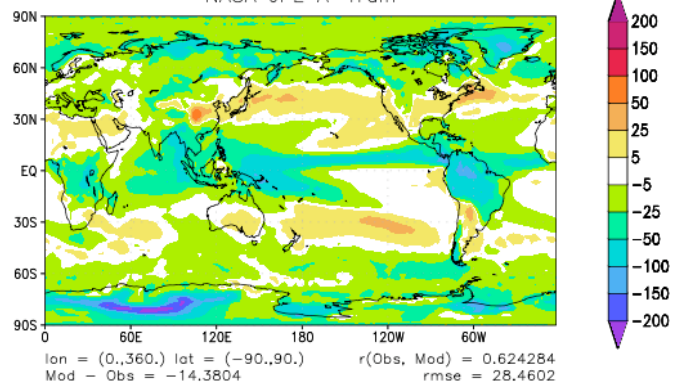 90N
60N
30N
EQ
30S
60S
90S
0 60E 120E 180 120W 60W
200
150
100
50
25
5
−5
−25
−50
−100
−150
−200
lon = (0.,360.) lat = (−90.,90.) r(Obs, Mod) = 0.624284
Mod − Obs = −14.3804 rmse = 28.4602